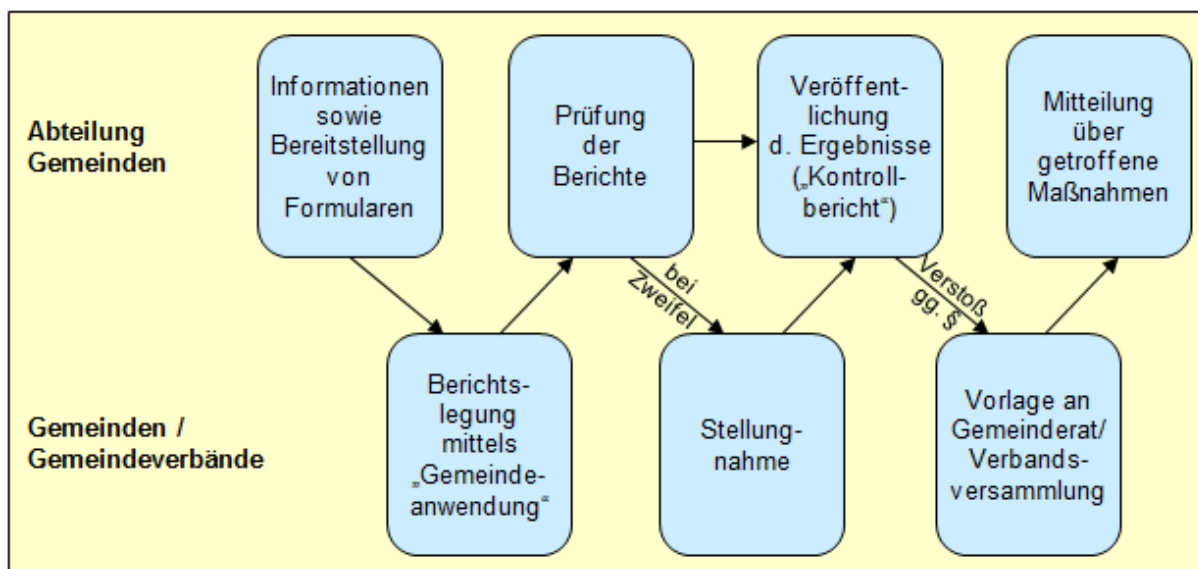 Abteilung
Gemeinden
Informationen
sowie
Bereitstellung
von
Formularen
Prüfung
der
Berichte
Veröffent-
lichung
d. Ergebnisse
(„Kontroll-
bericht“)
Mitteilung
über
getroffene
Maßnahmen
bei
Zweifel
Verstoß
gg. §
Gemeinden /
Gemeindeverbände
Berichts-
legung
mittels
„Gemeinde-
anwendung“
Stellung-
nahme
Vorlage an
Gemeinderat/
Verbands-
versammlung